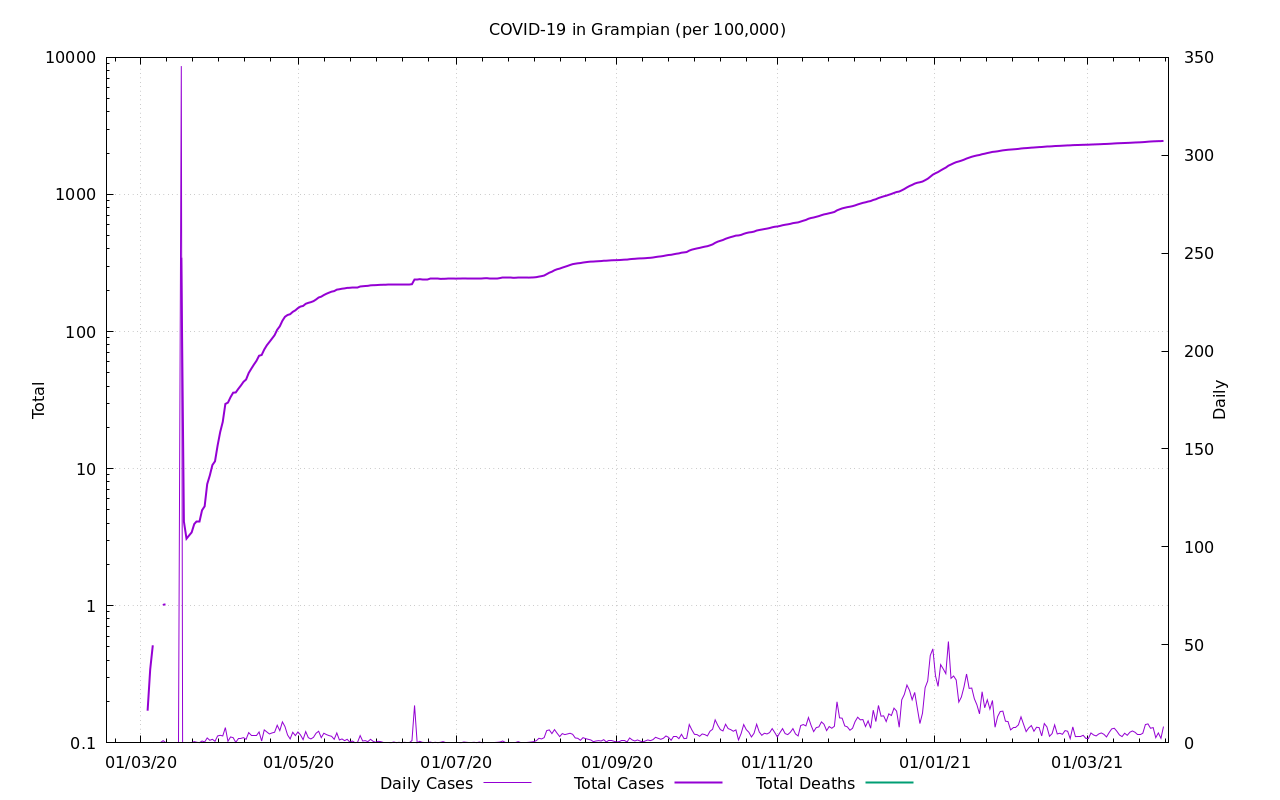 COVID-19 in Grampian (per 100,000)
10000
1000
100
10
1
0.1
Total
350
300
250
200
150
100
50
0
Daily
01/03/20 01/05/20 01/07/20 01/09/20 01/11/20 01/01/21 01/03/21
Daily Cases Total Cases Total Deaths